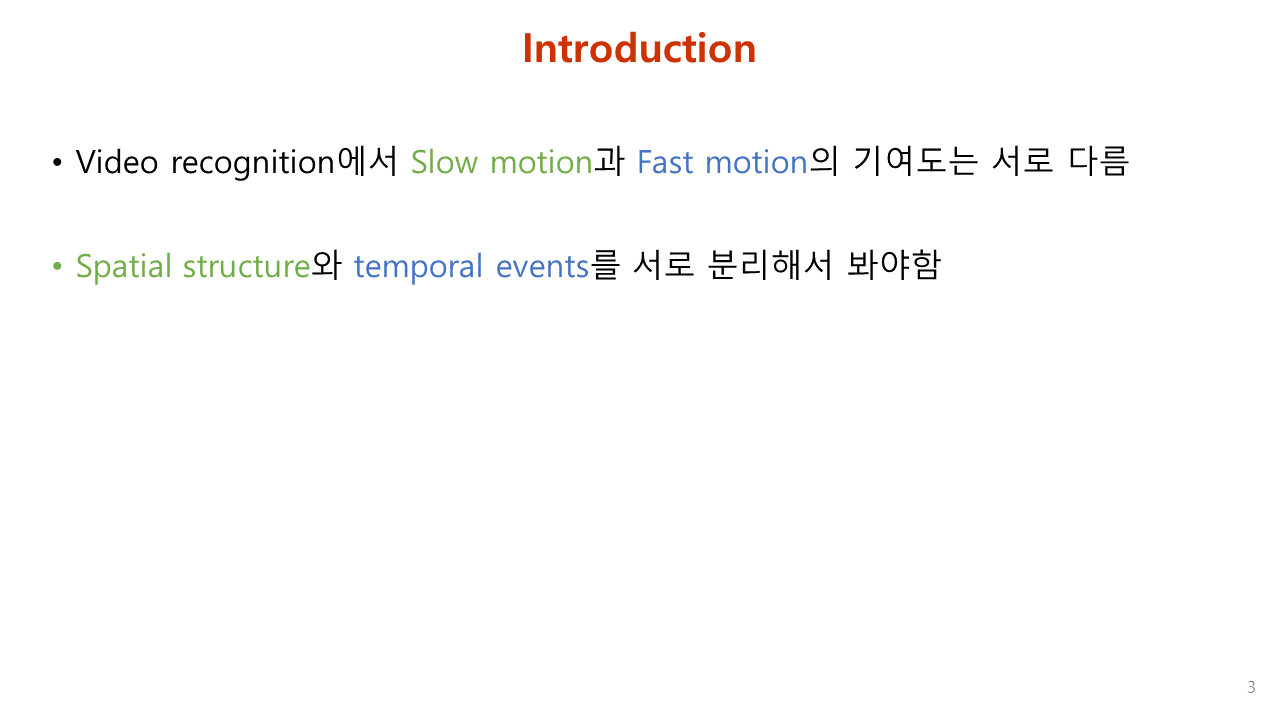 Introduction
• Video recognition에서 Slow motion과 Fast motion의 기여도는 서로 다름
• Spatial structure와 temporal events를 서로 분리해서 봐야함
3